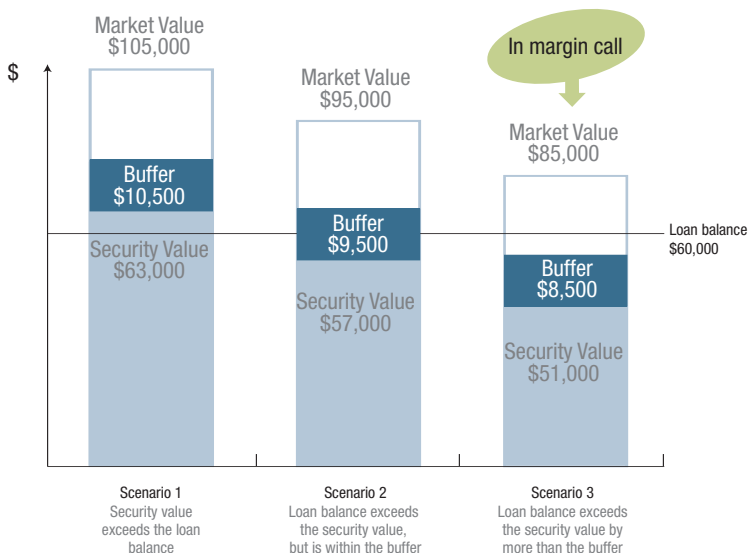 Market Value
$105,000
In margin call
$
Market Value
$95,000
Market Value
$85,000
Buffer
$10,500
Buffer
$9,500
Loan balance
$60,000
Security Value
$63,000
Buffer
$8,500
Security Value
$57,000
Security Value
$51,000
Scenario 1
Security value
exceeds the loan
balance
Scenario 2
Loan balance exceeds
the security value,
but is within the buffer
Scenario 3
Loan balance exceeds
the security value by
more than the buffer